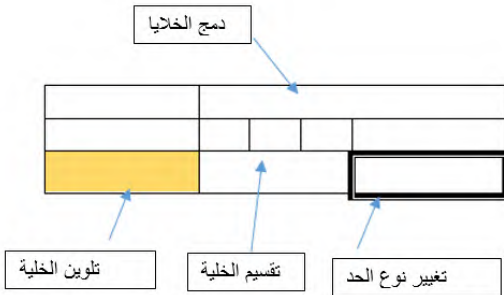 دمج الخلايا
تغيير نوع الحد
تقسيم الخلية
تلوين الخلية